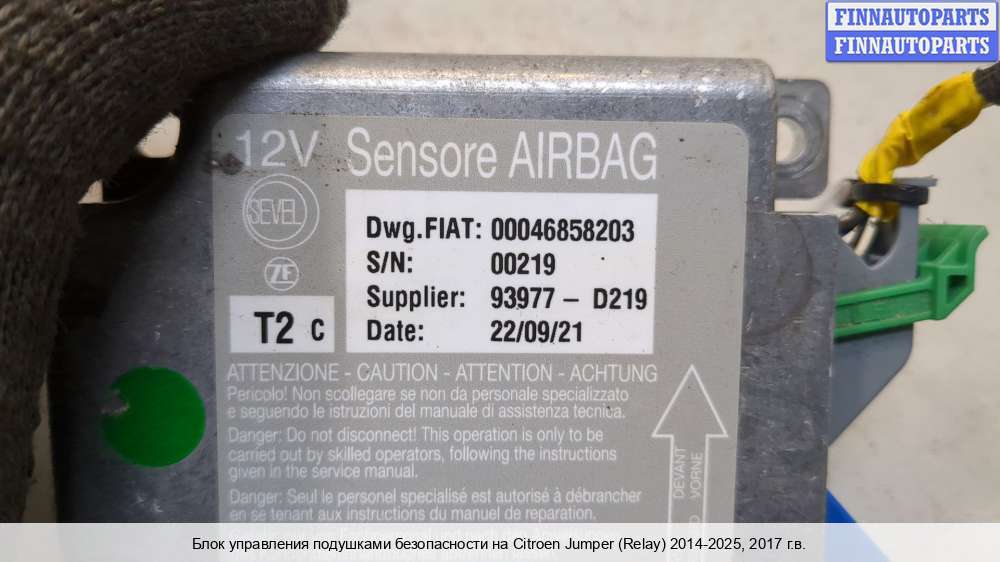 FINNAUTOPARTS
FINNAUTOPARTS
12V Sensore AIRBAG
SEVEL
ZF
T2 C
Dwg.FIAT: 00046858203
S/N: 00219
Supplier: 93977 - D219
Date: 22/09/21
ATTENZIONE - CAUTION - ATTENTION - ACHTUNG
Pericolo! Non scollegare se non da personale specializzato
e seguendo le istruzioni del manuale di assistenza tecnica.
Danger: Do not disconnect! This operation is only to be
carried out by skilled operators, following the instructions
given in the service manual.
Danger: Seul le personel specialisé est autorisé à débrancher
en se tenant aux instructions du manuel de reparation.
DEVANT
VORNE
Блок управления подушками безопасности на Citroen Jumper (Relay) 2014-2025, 2017 г.в.